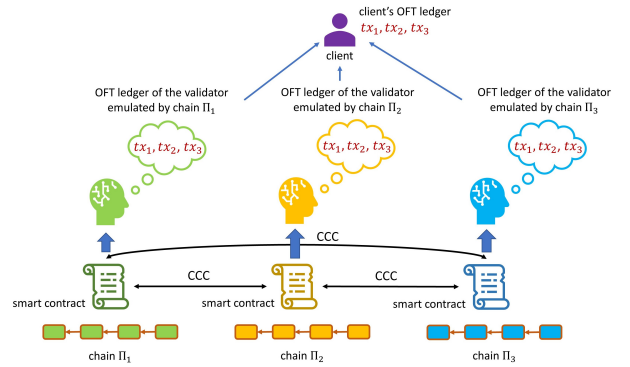 client's OFT ledger
tx₁, tx₂, tx₃
client
OFT ledger of the validator
emulated by chain Π₁
OFT ledger of the validator
emulated by chain Π₂
OFT ledger of the validator
emulated by chain Π₃
tx₁, tx₂, tx₃
tx₁, tx₂, tx₃
tx₁, tx₂, tx₃
CCC
CCC
CCC
smart contract
smart contract
smart contract
chain Π₁
chain Π₂
chain Π₃